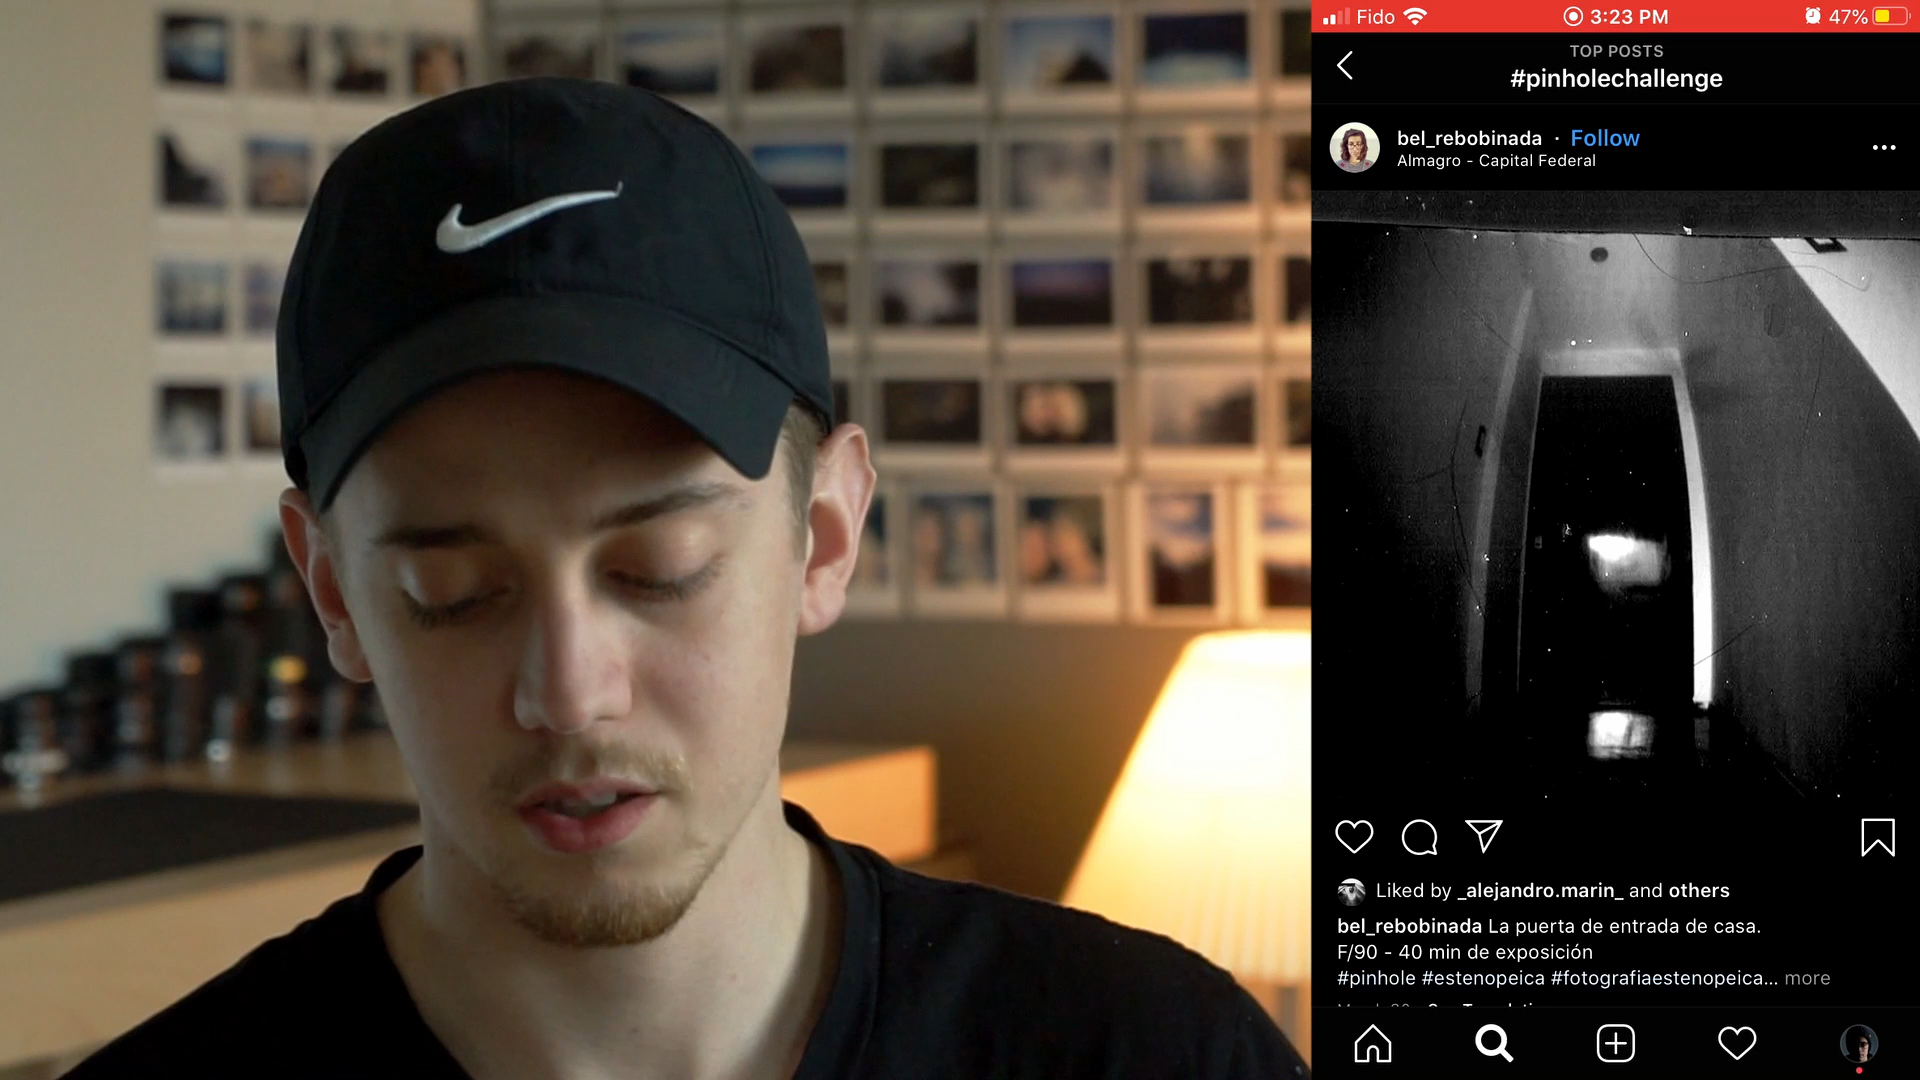 Fido
3:23 PM
47%
TOP POSTS
#pinholechallenge
bel_rebobinada · Follow
Almagro - Capital Federal
Liked by _alejandro.marin_ and others
bel_rebobinada La puerta de entrada de casa.
F/90 - 40 min de exposición
#pinhole #estenopeica #fotografiaestenopeica... more